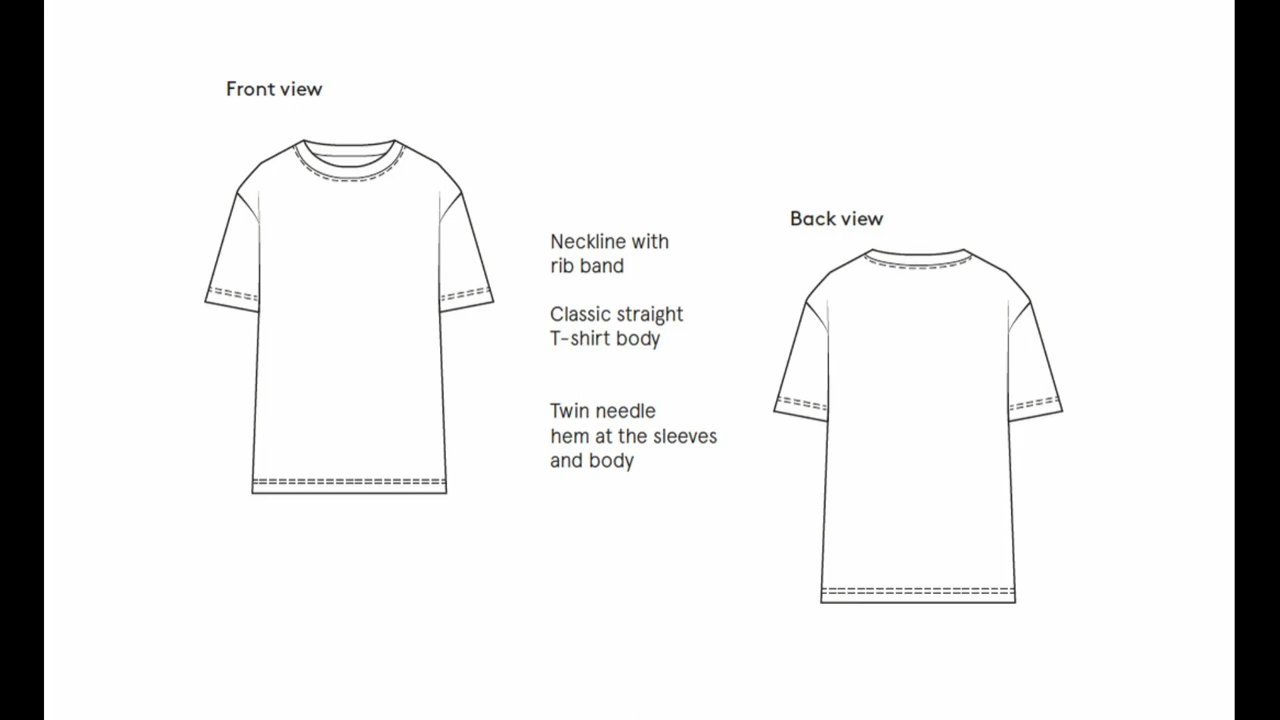 Front view
Neckline with
rib band
Classic straight
T-shirt body
Twin needle
hem at the sleeves
and body
Back view